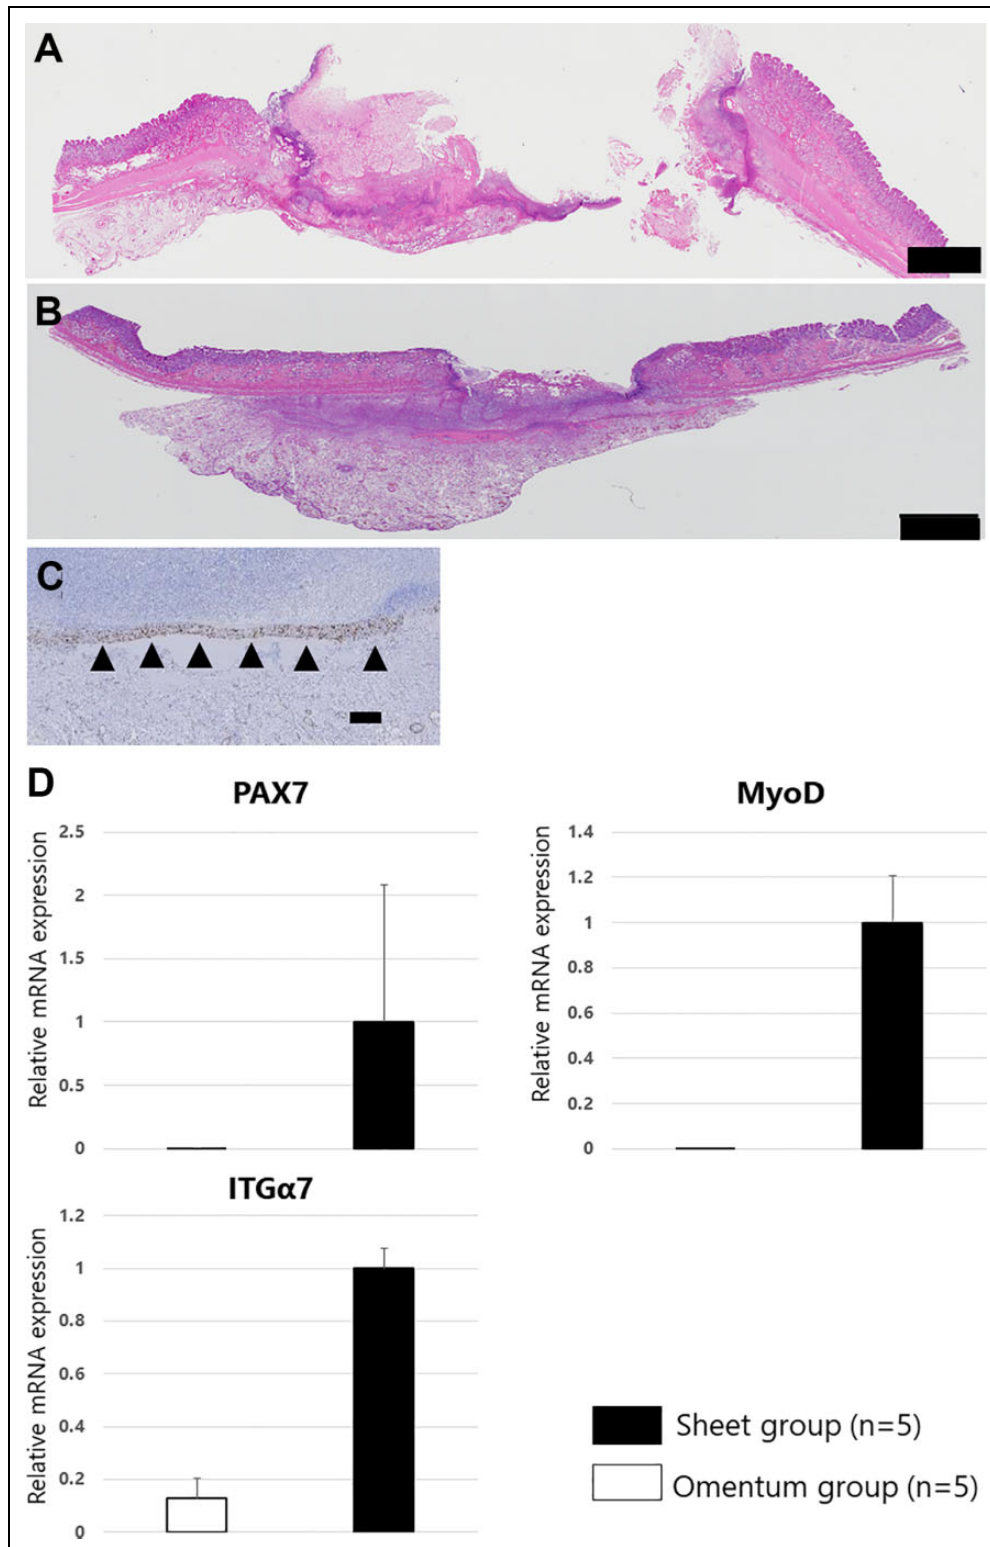 A
B
C
D
PAX7
Relative mRNA expression
2.5
2
1.5
1
0.5
0
MyoD
Relative mRNA expression
1.4
1.2
1
0.8
0.6
0.4
0.2
0
ITGα7
Relative mRNA expression
1.2
1
0.8
0.6
0.4
0.2
0
Sheet group (n=5)
Omentum group (n=5)